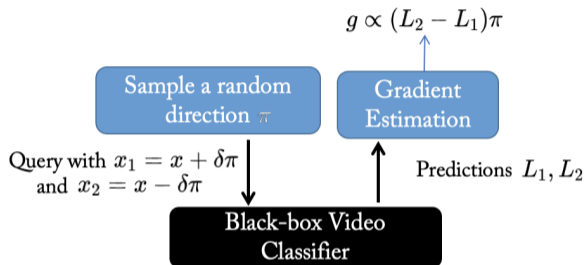 g ∝ (L₂ − L₁)π
Sample a random
direction π
Gradient
Estimation
Query with x₁ = x + δπ
and x₂ = x − δπ
Predictions L₁, L₂
Black-box Video
Classifier